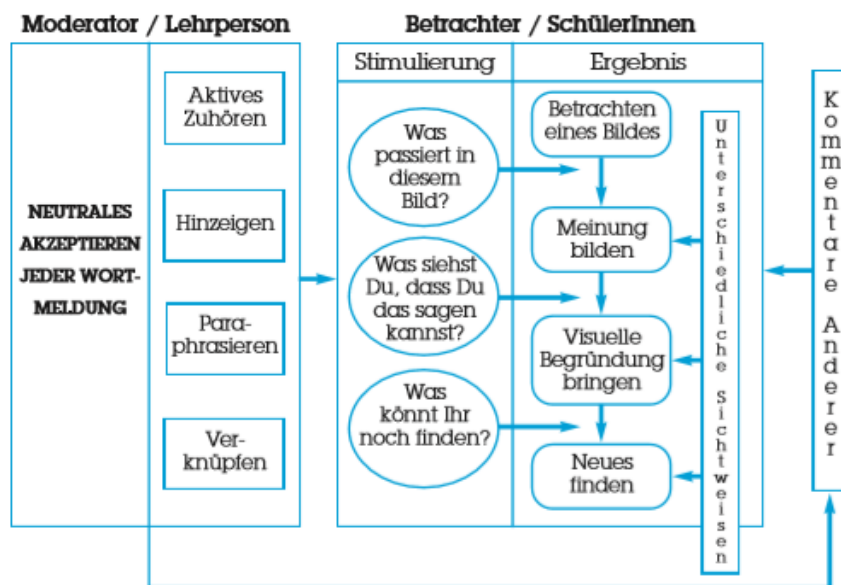 Moderator / Lehrperson
NEUTRALES
AKZEPTIEREN
JEDER WORT-
MELDUNG
Aktives
Zuhören
Hinzeigen
Para-
phrasieren
Ver-
knüpfen
Betrachter / SchülerInnen
Stimulierung
Was
passiert in
diesem
Bild?
Was siehst
Du, dass Du
das sagen
kannst?
Was
könnt Ihr
noch finden?
Ergebnis
Betrachten
eines Bildes
Meinung
bilden
Visuelle
Begründung
bringen
Neues
finden
Unterschiedliche Sichtweisen
Kommentare Anderer